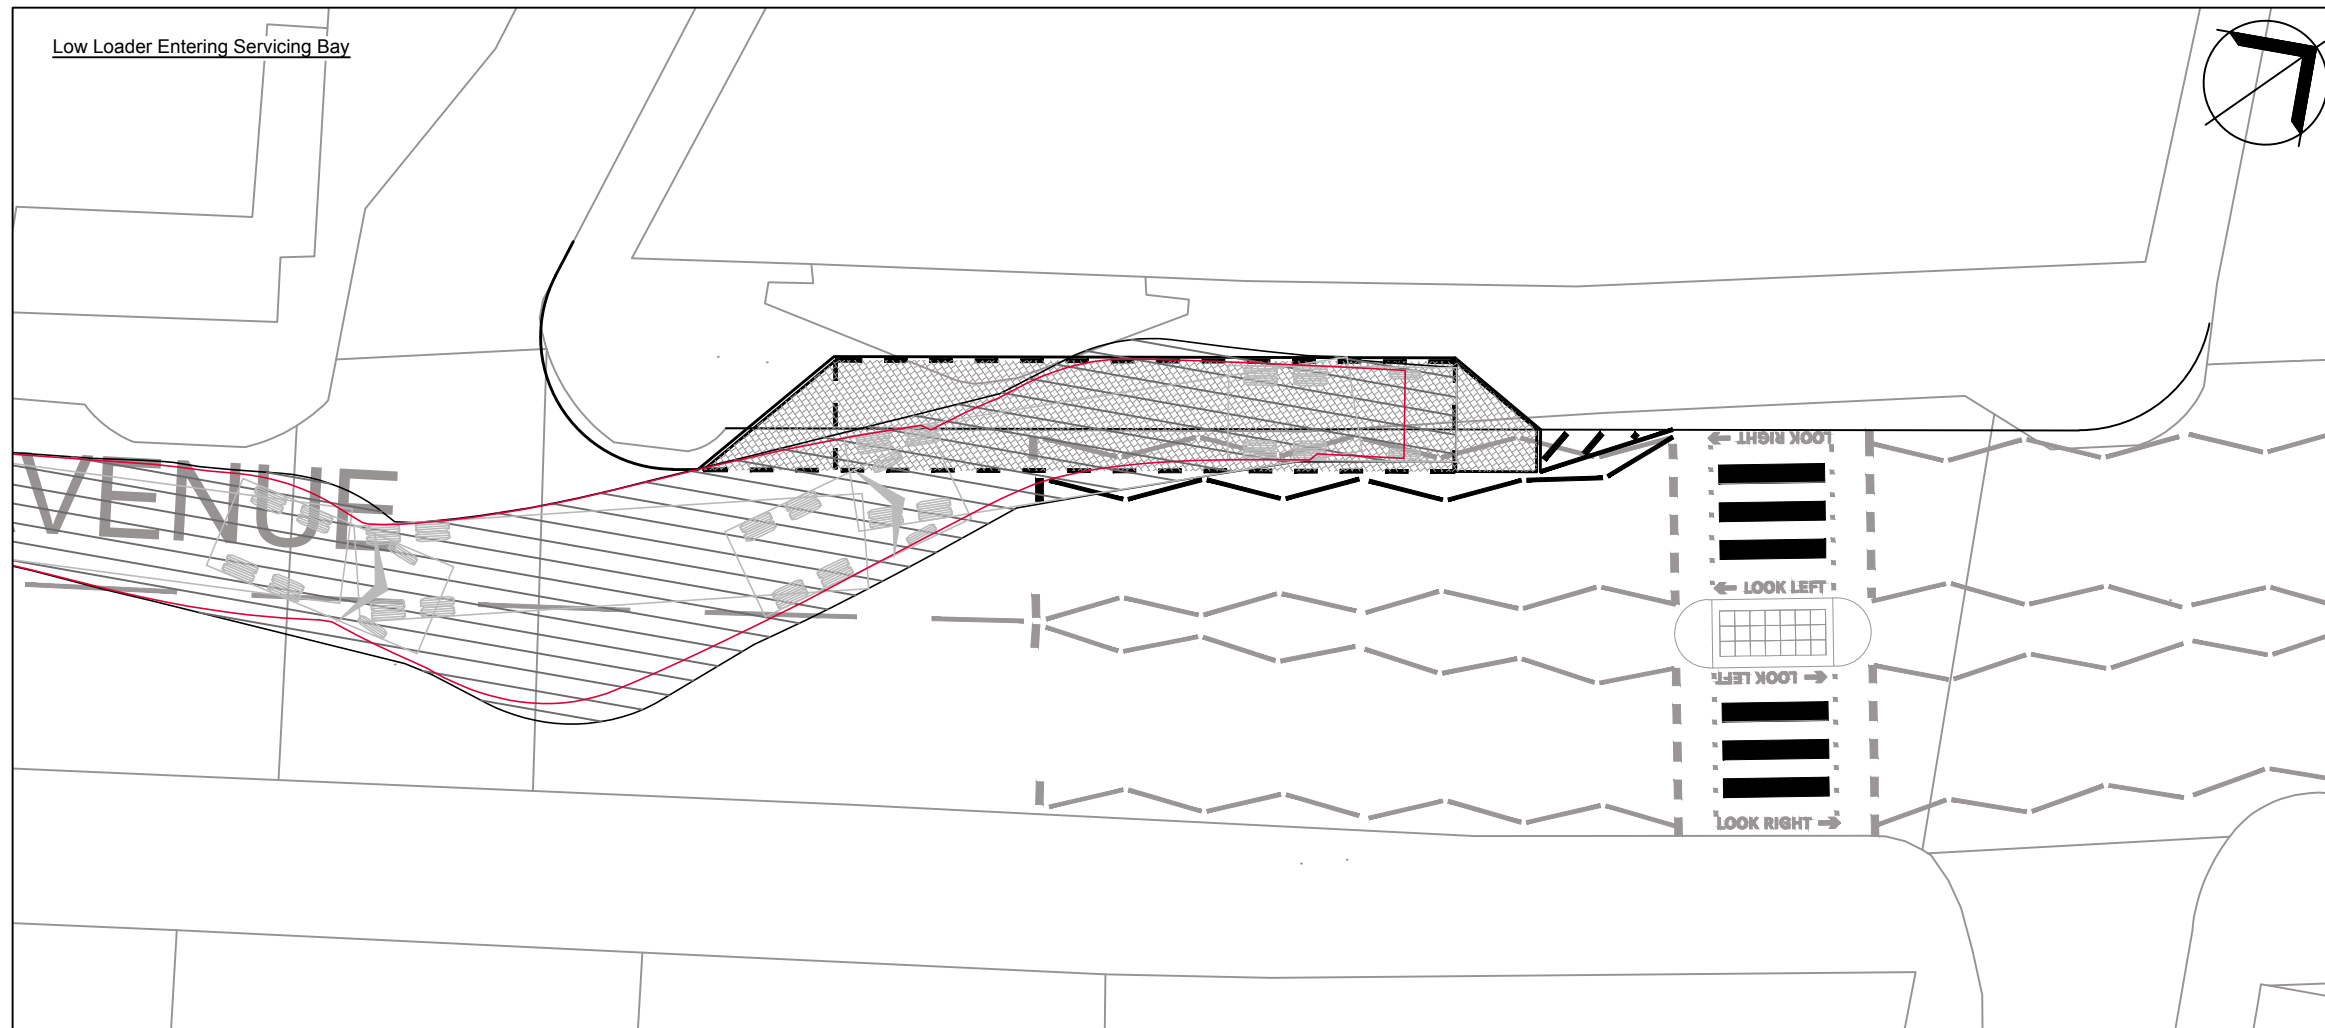 Low Loader Entering Servicing Bay
VENUE
LOOK RIGHT
LOOK LEFT
LOOK LEFT
LOOK RIGHT